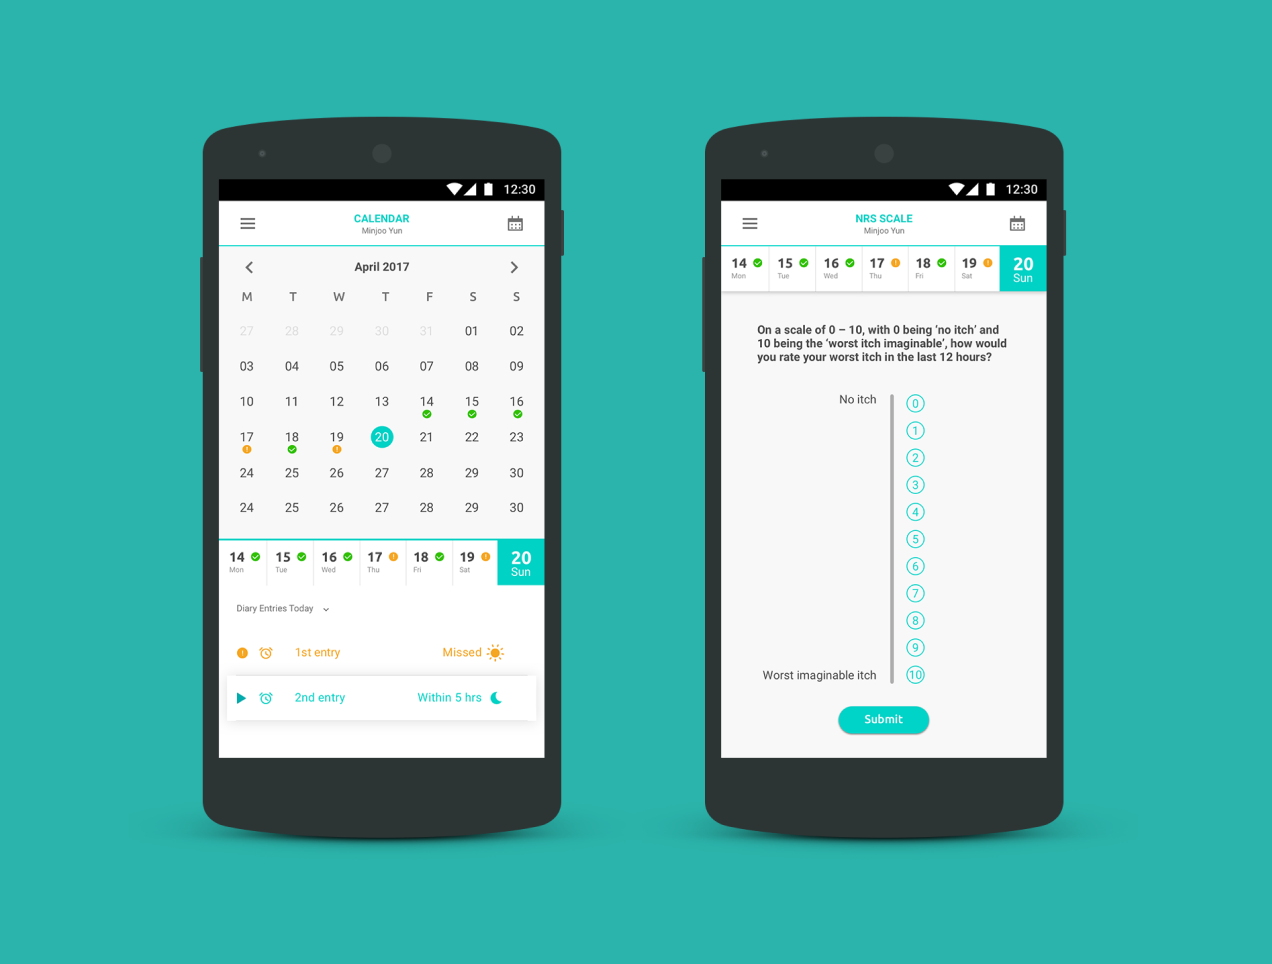 12:30
CALENDAR
Minjoo Yun
April 2017
M T W T F S S
27 28 29 30 31 01 02
03 04 05 06 07 08 09
10 11 12 13 14 15 16
17 18 19 20 21 22 23
24 25 26 27 28 29 30
24 25 26 27 28 29 30
14 15 16 17 18 19 20
Mon Tue Wed Thu Fri Sat Sun
Diary Entries Today
1st entry Missed
2nd entry Within 5 hrs
12:30
NRS SCALE
Minjoo Yun
14 15 16 17 18 19 20
Mon Tue Wed Thu Fri Sat Sun
On a scale of 0 – 10, with 0 being ‘no itch’ and
10 being the ‘worst itch imaginable’, how would
you rate your worst itch in the last 12 hours?
No itch 0
1
2
3
4
5
6
7
8
9
Worst imaginable itch 10
Submit